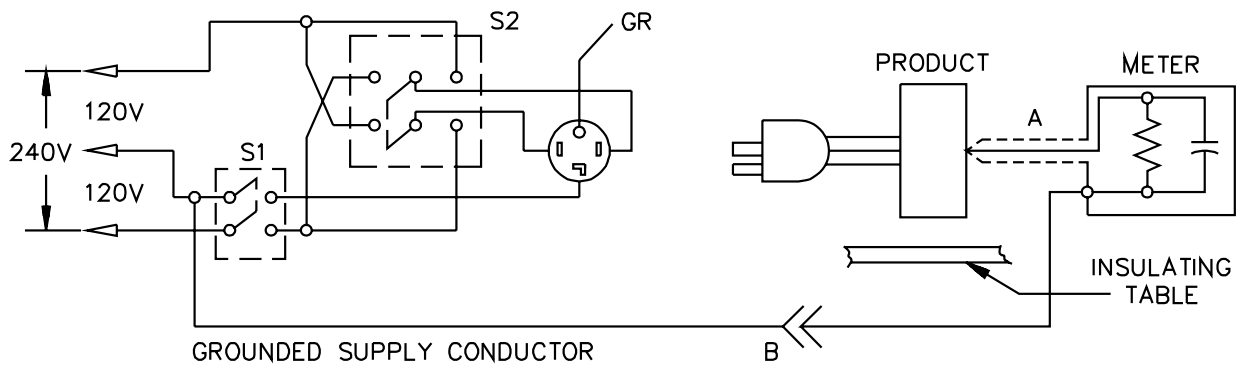 S2
GR
PRODUCT
METER
120V
A
240V
S1
120V
INSULATING
TABLE
GROUNDED SUPPLY CONDUCTOR
B